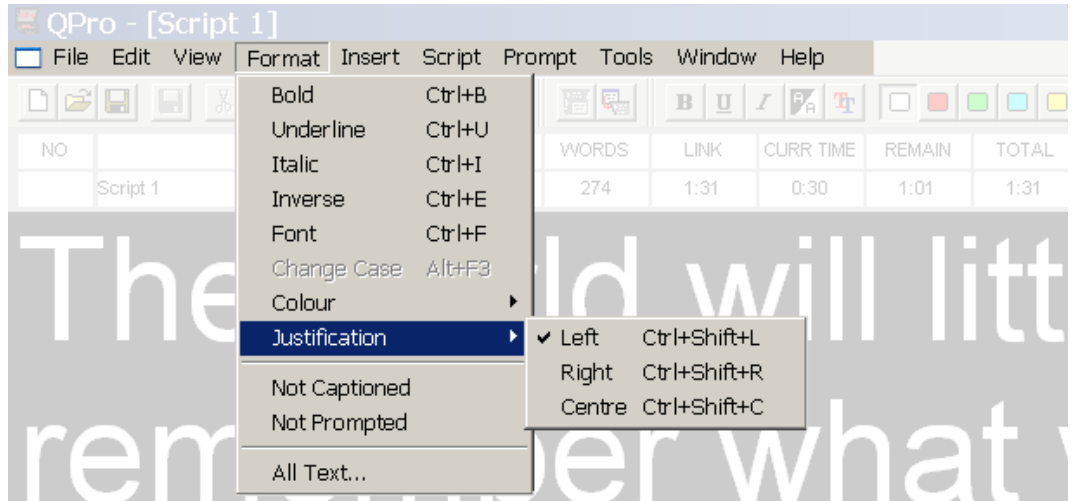 QPro - [Script 1]
File Edit View Format Insert Script Prompt Tools Window Help
B U I
NO WORDS LINK CURR TIME REMAIN TOTAL
Script 1 274 1:31 0:30 1:01 1:31
Bold Ctrl+B
Underline Ctrl+U
Italic Ctrl+I
Inverse Ctrl+E
Font Ctrl+F
Change Case Alt+F3
Colour
Justification
Not Captioned
Not Prompted
All Text...
Left Ctrl+Shift+L
Right Ctrl+Shift+R
Centre Ctrl+Shift+C
The will
what